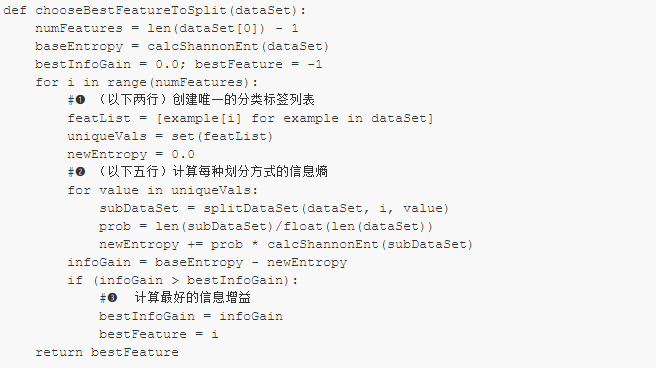 def chooseBestFeatureToSplit(dataSet):
    numFeatures = len(dataSet[0]) - 1
    baseEntropy = calcShannonEnt(dataSet)
    bestInfoGain = 0.0; bestFeature = -1
    for i in range(numFeatures):
        #❶ （以下两行）创建唯一的分类标签列表
        featList = [example[i] for example in dataSet]
        uniqueVals = set(featList)
        newEntropy = 0.0
        #❷ （以下五行）计算每种划分方式的信息熵
        for value in uniqueVals:
            subDataSet = splitDataSet(dataSet, i, value)
            prob = len(subDataSet)/float(len(dataSet))
            newEntropy += prob * calcShannonEnt(subDataSet)
        infoGain = baseEntropy - newEntropy
        if (infoGain > bestInfoGain):
            #❸  计算最好的信息增益
            bestInfoGain = infoGain
            bestFeature = i
    return bestFeature